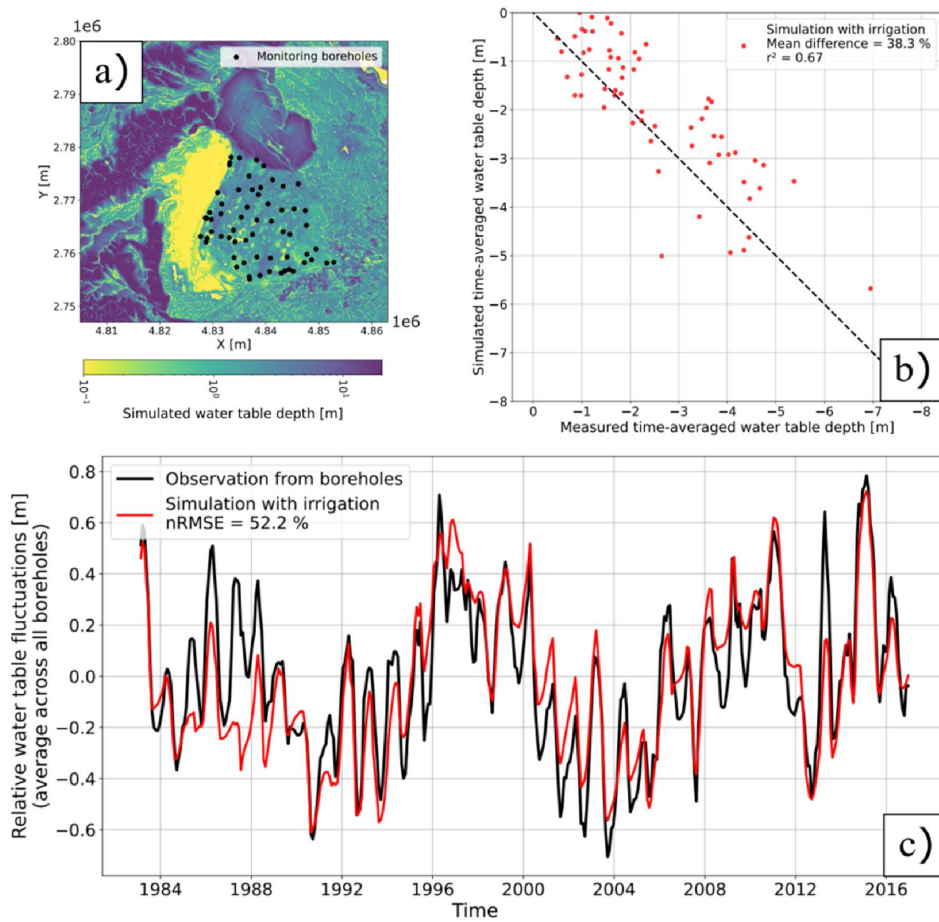 1e6
2.80
2.79
2.78
2.77
2.76
2.75
Y [m]
a)
Monitoring boreholes
4.81 4.82 4.83 4.84 4.85 4.86
1e6
X [m]
10⁻¹ 10⁰ 10¹
Simulated water table depth [m]
0
−1
−2
−3
−4
−5
−6
−7
−8
Simulated time-averaged water table depth [m]
Simulation with irrigation
Mean difference = 38.3 %
r² = 0.67
b)
0 −1 −2 −3 −4 −5 −6 −7 −8
Measured time-averaged water table depth [m]
0.8
0.6
0.4
0.2
0.0
−0.2
−0.4
−0.6
Relative water table fluctuations [m]
(average across all boreholes)
Observation from boreholes
Simulation with irrigation
nRMSE = 52.2 %
c)
1984 1988 1992 1996 2000 2004 2008 2012 2016
Time